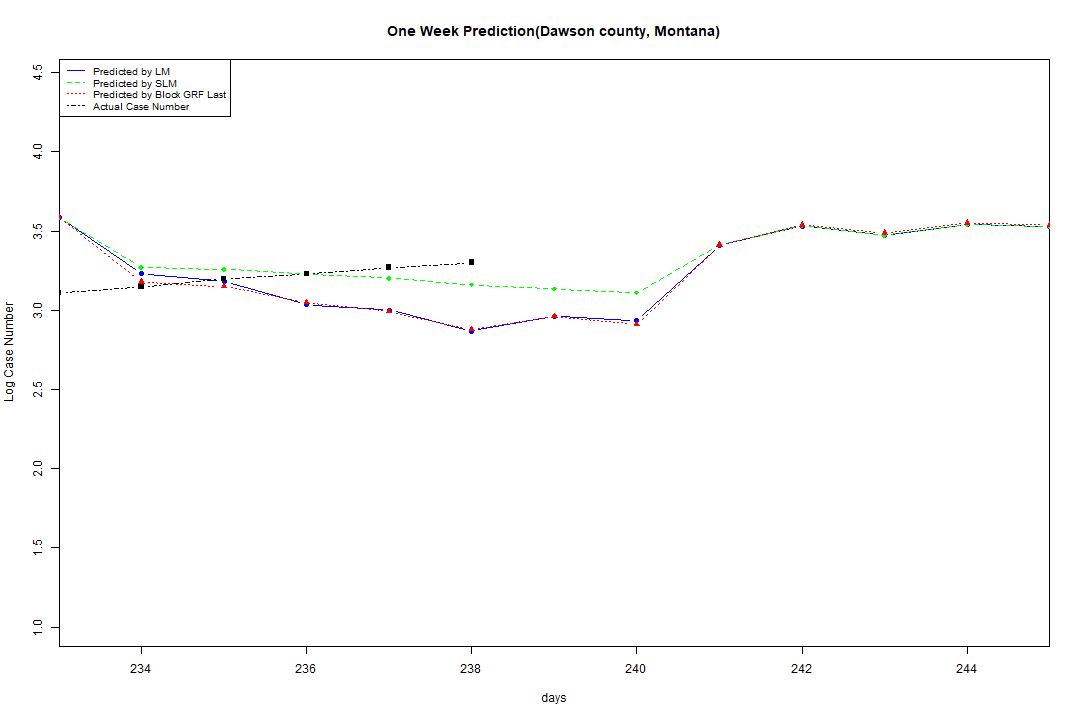 One Week Prediction(Dawson county, Montana)
Predicted by LM
Predicted by SLM
Predicted by Block GRF Last
Actual Case Number
4.5
4.0
3.5
3.0
2.5
2.0
1.5
1.0
Log Case Number
234
236
238
240
242
244
days